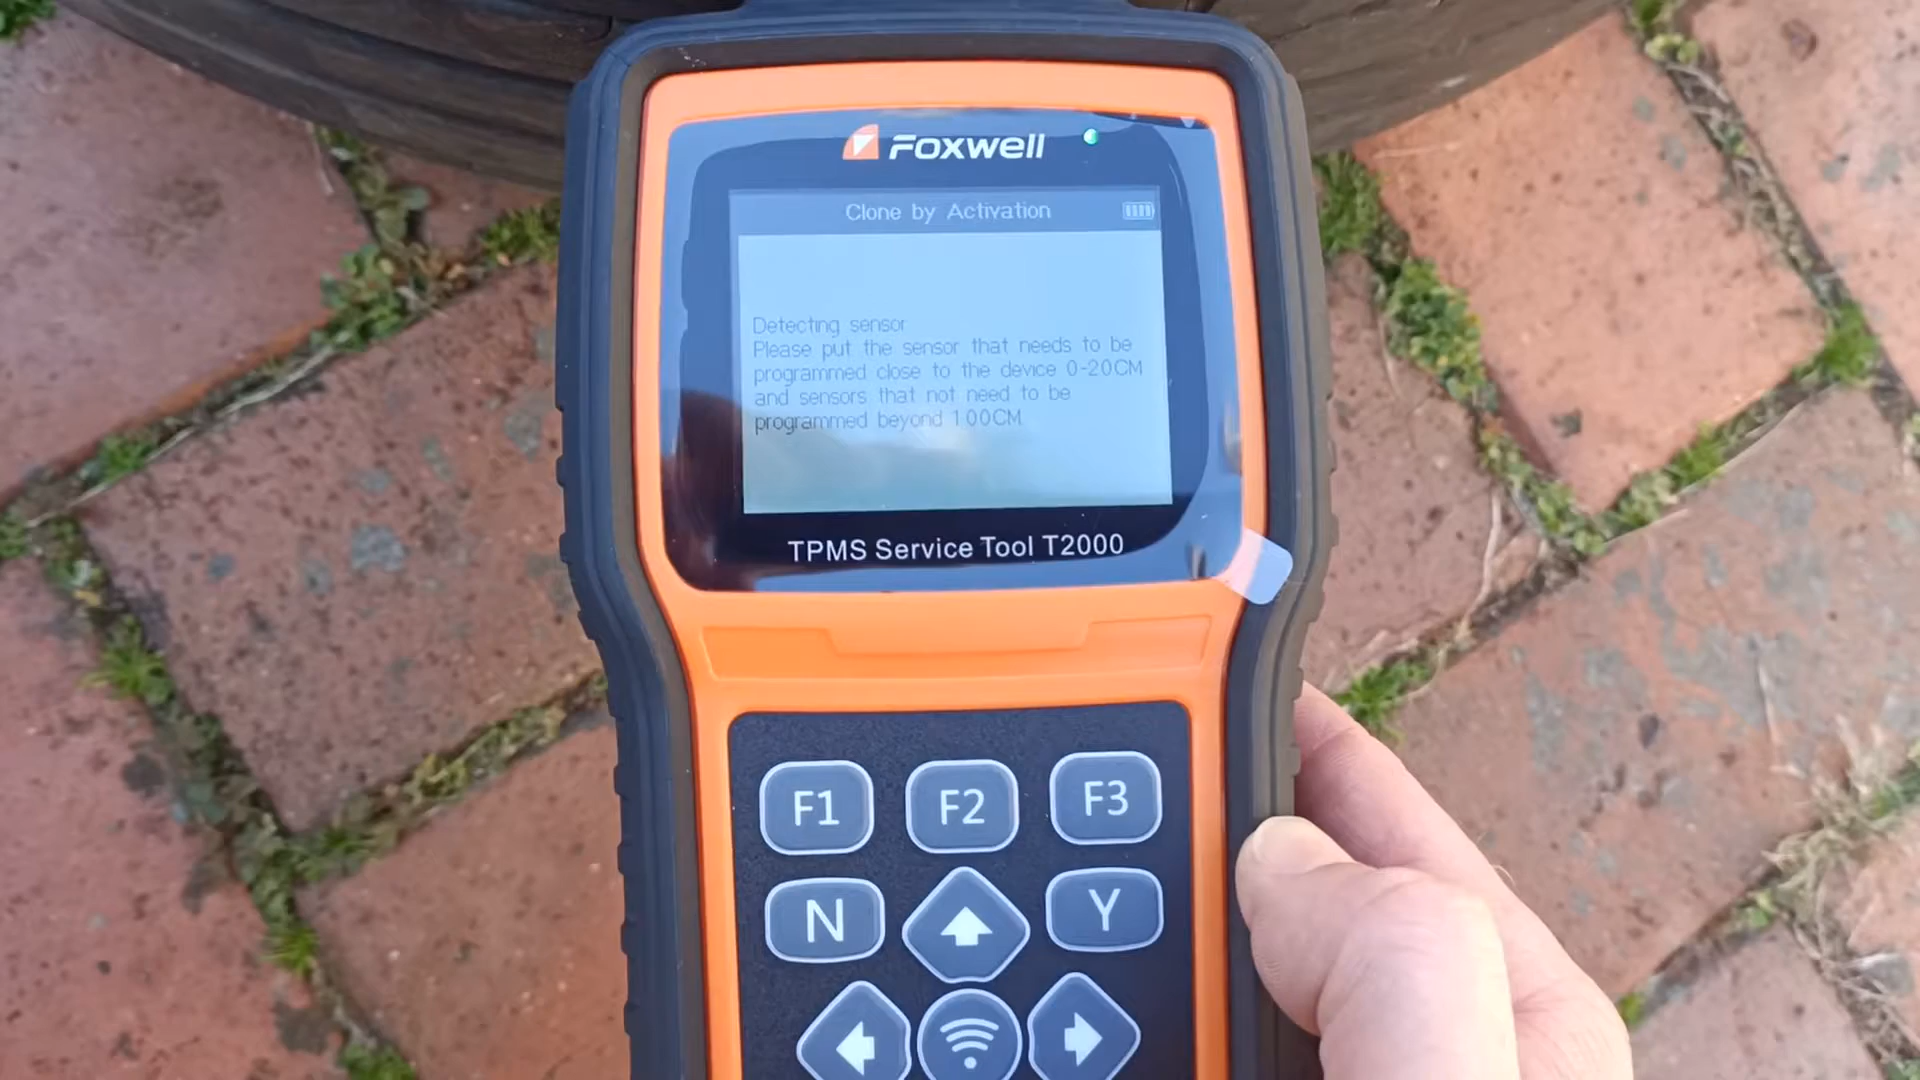 Foxwell
Clone by Activation
Detecting sensor
Please put the sensor that needs to be
programmed close to the device 0-20CM
and sensors that not need to be
programmed beyond 100CM
TPMS Service Tool T2000
F1 F2 F3
N Y